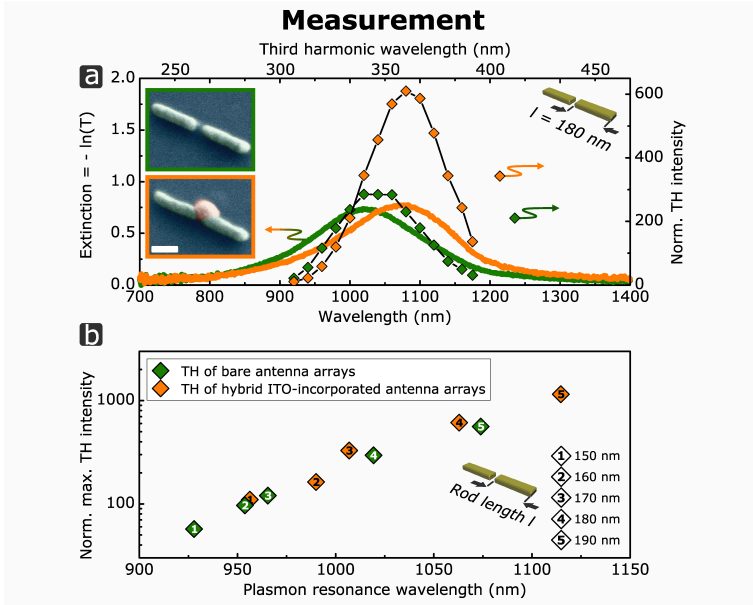 Measurement
Third harmonic wavelength (nm)
a
250 300 350 400 450
2.0
1.5
1.0
0.5
0.0
Extinction = - ln(T)
l = 180 nm
600
400
200
0
Norm. TH intensity
700 800 900 1000 1100 1200 1300 1400
Wavelength (nm)
b
TH of bare antenna arrays
TH of hybrid ITO-incorporated antenna arrays
1000
100
Norm. max. TH intensity
1 1 2 3 2 3 4 4 5 5
Rod length l
1 150 nm
2 160 nm
3 170 nm
4 180 nm
5 190 nm
900 950 1000 1050 1100 1150
Plasmon resonance wavelength (nm)